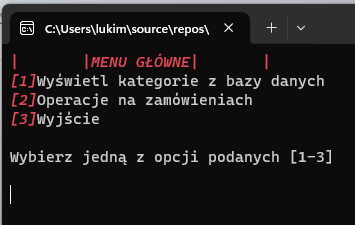 C:\Users\lukim\source\repos\
|        |MENU GŁÓWNE|        |
[1]Wyświetl kategorie z bazy danych
[2]Operacje na zamówieniach
[3]Wyjście
Wybierz jedną z opcji podanych [1-3]